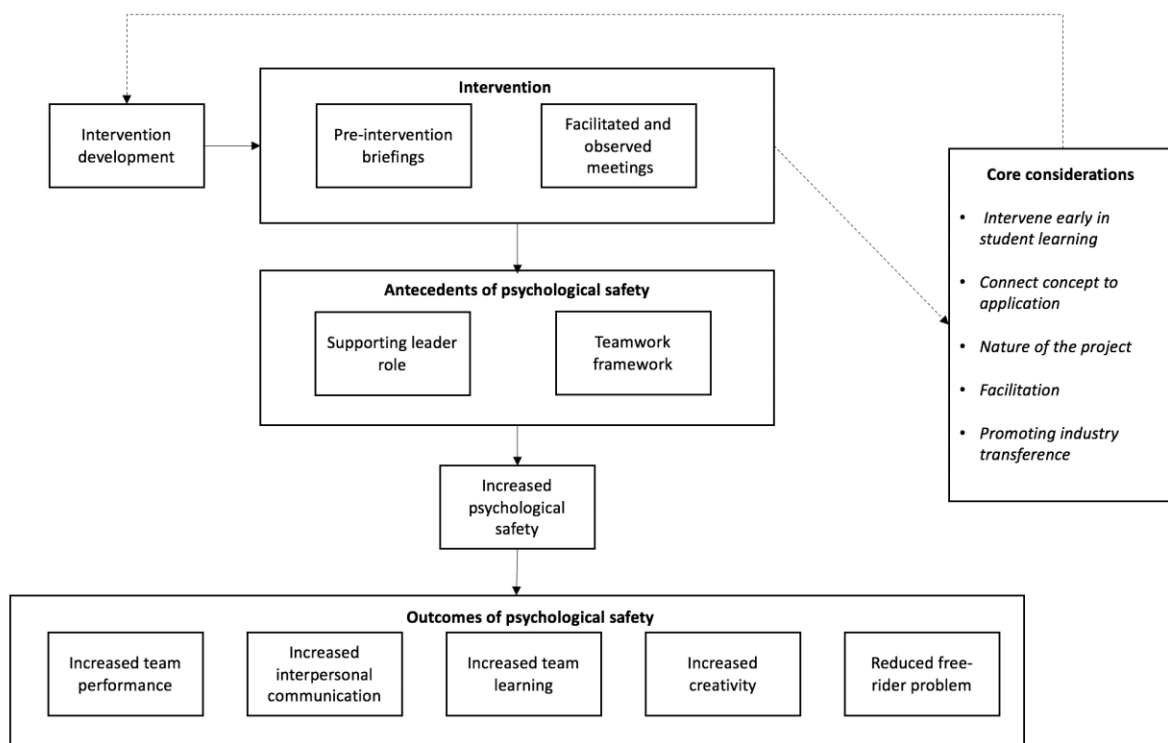 Intervention
Intervention
development
Pre-intervention
briefings
Facilitated and
observed
meetings
Core considerations
• Intervene early in
student learning
• Connect concept to
application
• Nature of the project
• Facilitation
• Promoting industry
transference
Antecedents of psychological safety
Supporting leader
role
Teamwork
framework
Increased
psychological
safety
Outcomes of psychological safety
Increased team
performance
Increased
interpersonal
communication
Increased team
learning
Increased
creativity
Reduced free-
rider problem